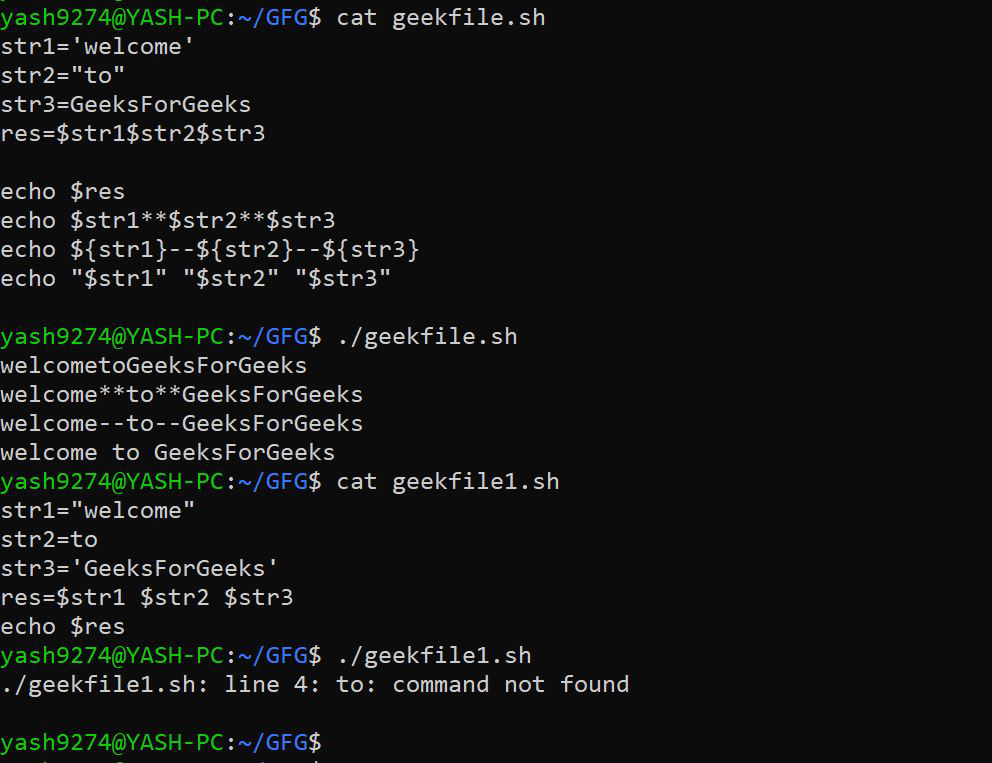 yash9274@YASH-PC:~/GFG$ cat geekfile.sh
str1='welcome'
str2="to"
str3=GeeksForGeeks
res=$str1$str2$str3
echo $res
echo $str1**$str2**$str3
echo ${str1}--${str2}--${str3}
echo "$str1" "$str2" "$str3"
yash9274@YASH-PC:~/GFG$ ./geekfile.sh
welcometoGeeksForGeeks
welcome**to**GeeksForGeeks
welcome--to--GeeksForGeeks
welcome to GeeksForGeeks
yash9274@YASH-PC:~/GFG$ cat geekfile1.sh
str1="welcome"
str2=to
str3='GeeksForGeeks'
res=$str1 $str2 $str3
echo $res
yash9274@YASH-PC:~/GFG$ ./geekfile1.sh
./geekfile1.sh: line 4: to: command not found
yash9274@YASH-PC:~/GFG$